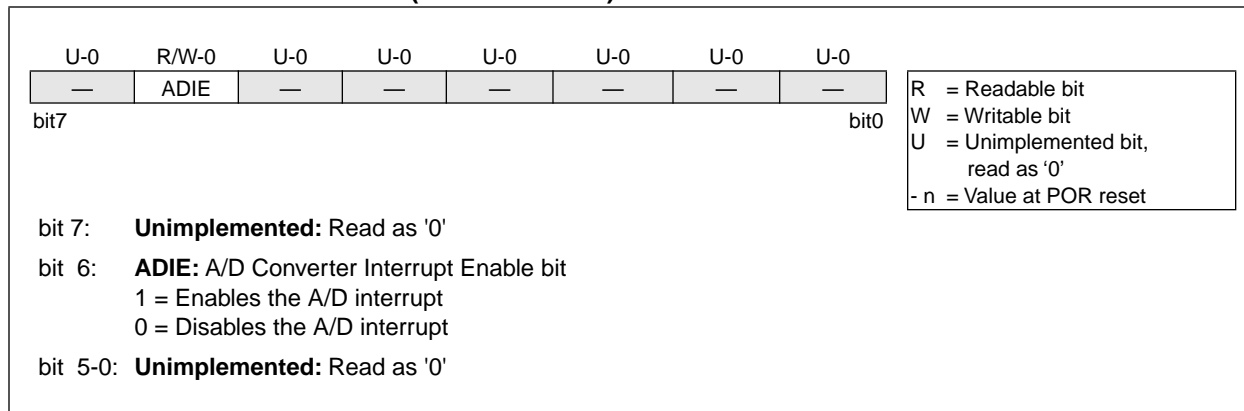 U-0 R/W-0 U-0 U-0 U-0 U-0 U-0 U-0
— ADIE — — — — — —
bit7 bit0
R = Readable bit
W = Writable bit
U = Unimplemented bit,
read as ‘0’
- n = Value at POR reset
bit 7: Unimplemented: Read as '0'
bit 6: ADIE: A/D Converter Interrupt Enable bit
1 = Enables the A/D interrupt
0 = Disables the A/D interrupt
bit 5-0: Unimplemented: Read as '0'